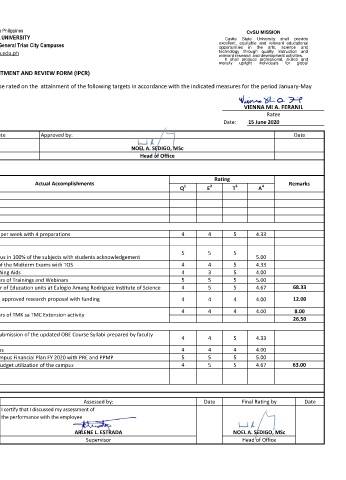 e Philippines
CvSU MISSION
UNIVERSITY
Cavite State University shall provide
excellent, equitable and relevant educational
General Trias City Campuses
opportunities in the arts, science and
technology through quality instruction and
u.edu.ph
relevant research and development activities.
It shall produce professional, skilled and
morally upright individuals for global
TMENT AND REVIEW FORM (IPCR)
be rated on the attainment of the following targets in accordance with the indicated measures for the period January-May
VIENNA MI A. FERANIL
Ratee
Date: 15 June 2020
te Approved by: Date
NOEL A. SEDIGO, MSc
Head of Office
Actual Accomplishments Rating Remarks
Q1 E2 T3 A4
per week with 4 preparations 4 4 5 4.33
us in 100% of the subjects with students acknowledgement 5 5 5 5.00
of the Midterm Exams with TOS 4 4 5 4.33
ning Aids 4 3 5 4.00
rs of Trainings and Webinars 5 5 5 5.00
r of Education units at Eulogio Amang Rodriguez Institute of Science 4 5 5 4.67 68.33
approved research proposal with funding 4 4 4 4.00 12.00
rs of TMK sa TMC Extension activity 4 4 4 4.00 8.00
26.50
ubmission of the updated OBE Course Syllabi prepared by faculty 4 4 5 4.33
es 4 4 4 4.00
mpus Financial Plan FY 2020 with PRE and PPMP 5 5 5 5.00
udget utilization of the campus 4 5 5 4.67 63.00
Assessed by: Date Final Rating by Date
I certify that I discussed my assessment of
the performance with the employee
ARLENE L. ESTRADA NOEL A. SEDIGO, MSc
Supervisor Head of Office